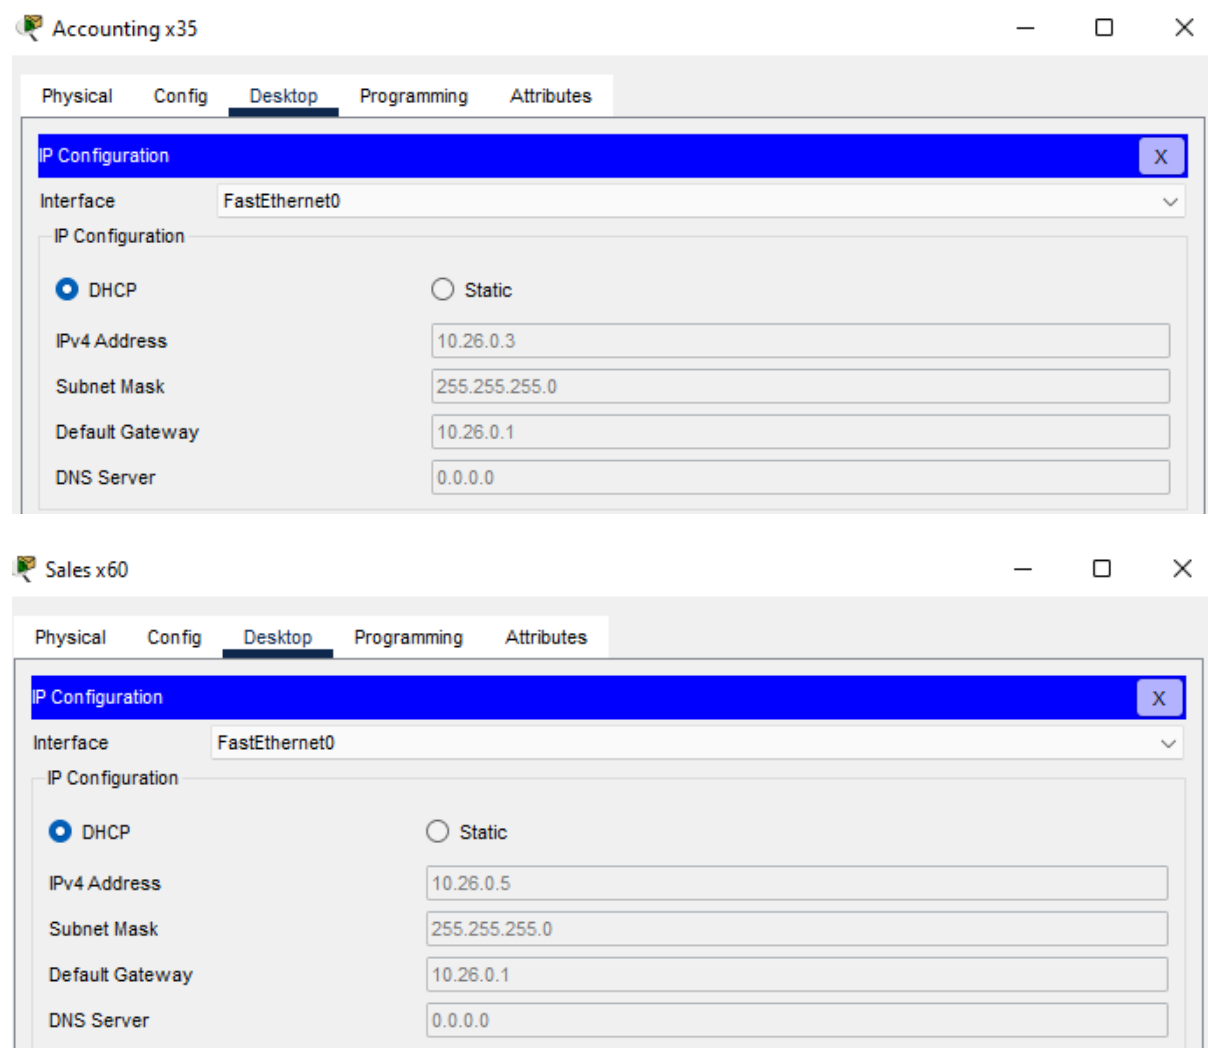 Accounting x35
Physical Config Desktop Programming Attributes
IP Configuration X
Interface FastEthernet0
IP Configuration
DHCP Static
IPv4 Address 10.26.0.3
Subnet Mask 255.255.255.0
Default Gateway 10.26.0.1
DNS Server 0.0.0.0
Sales x60
Physical Config Desktop Programming Attributes
IP Configuration X
Interface FastEthernet0
IP Configuration
DHCP Static
IPv4 Address 10.26.0.5
Subnet Mask 255.255.255.0
Default Gateway 10.26.0.1
DNS Server 0.0.0.0